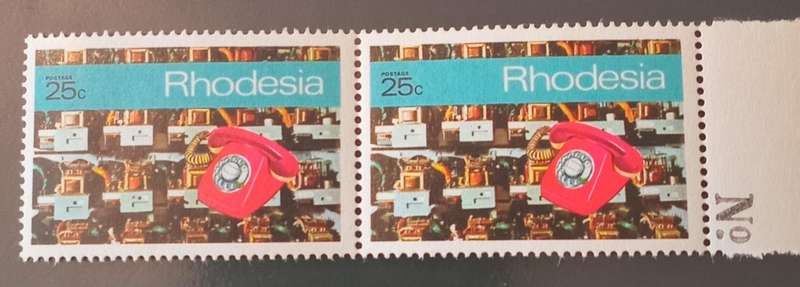 POSTAGE
25c
Rhodesia
POSTAGE
25c
Rhodesia
No